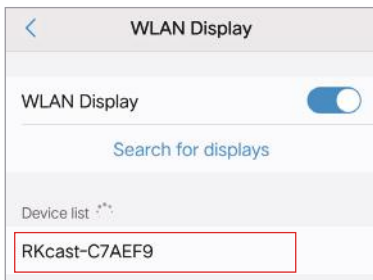 WLAN Display
WLAN Display
Search for displays
Device list
RKcast-C7AEF9